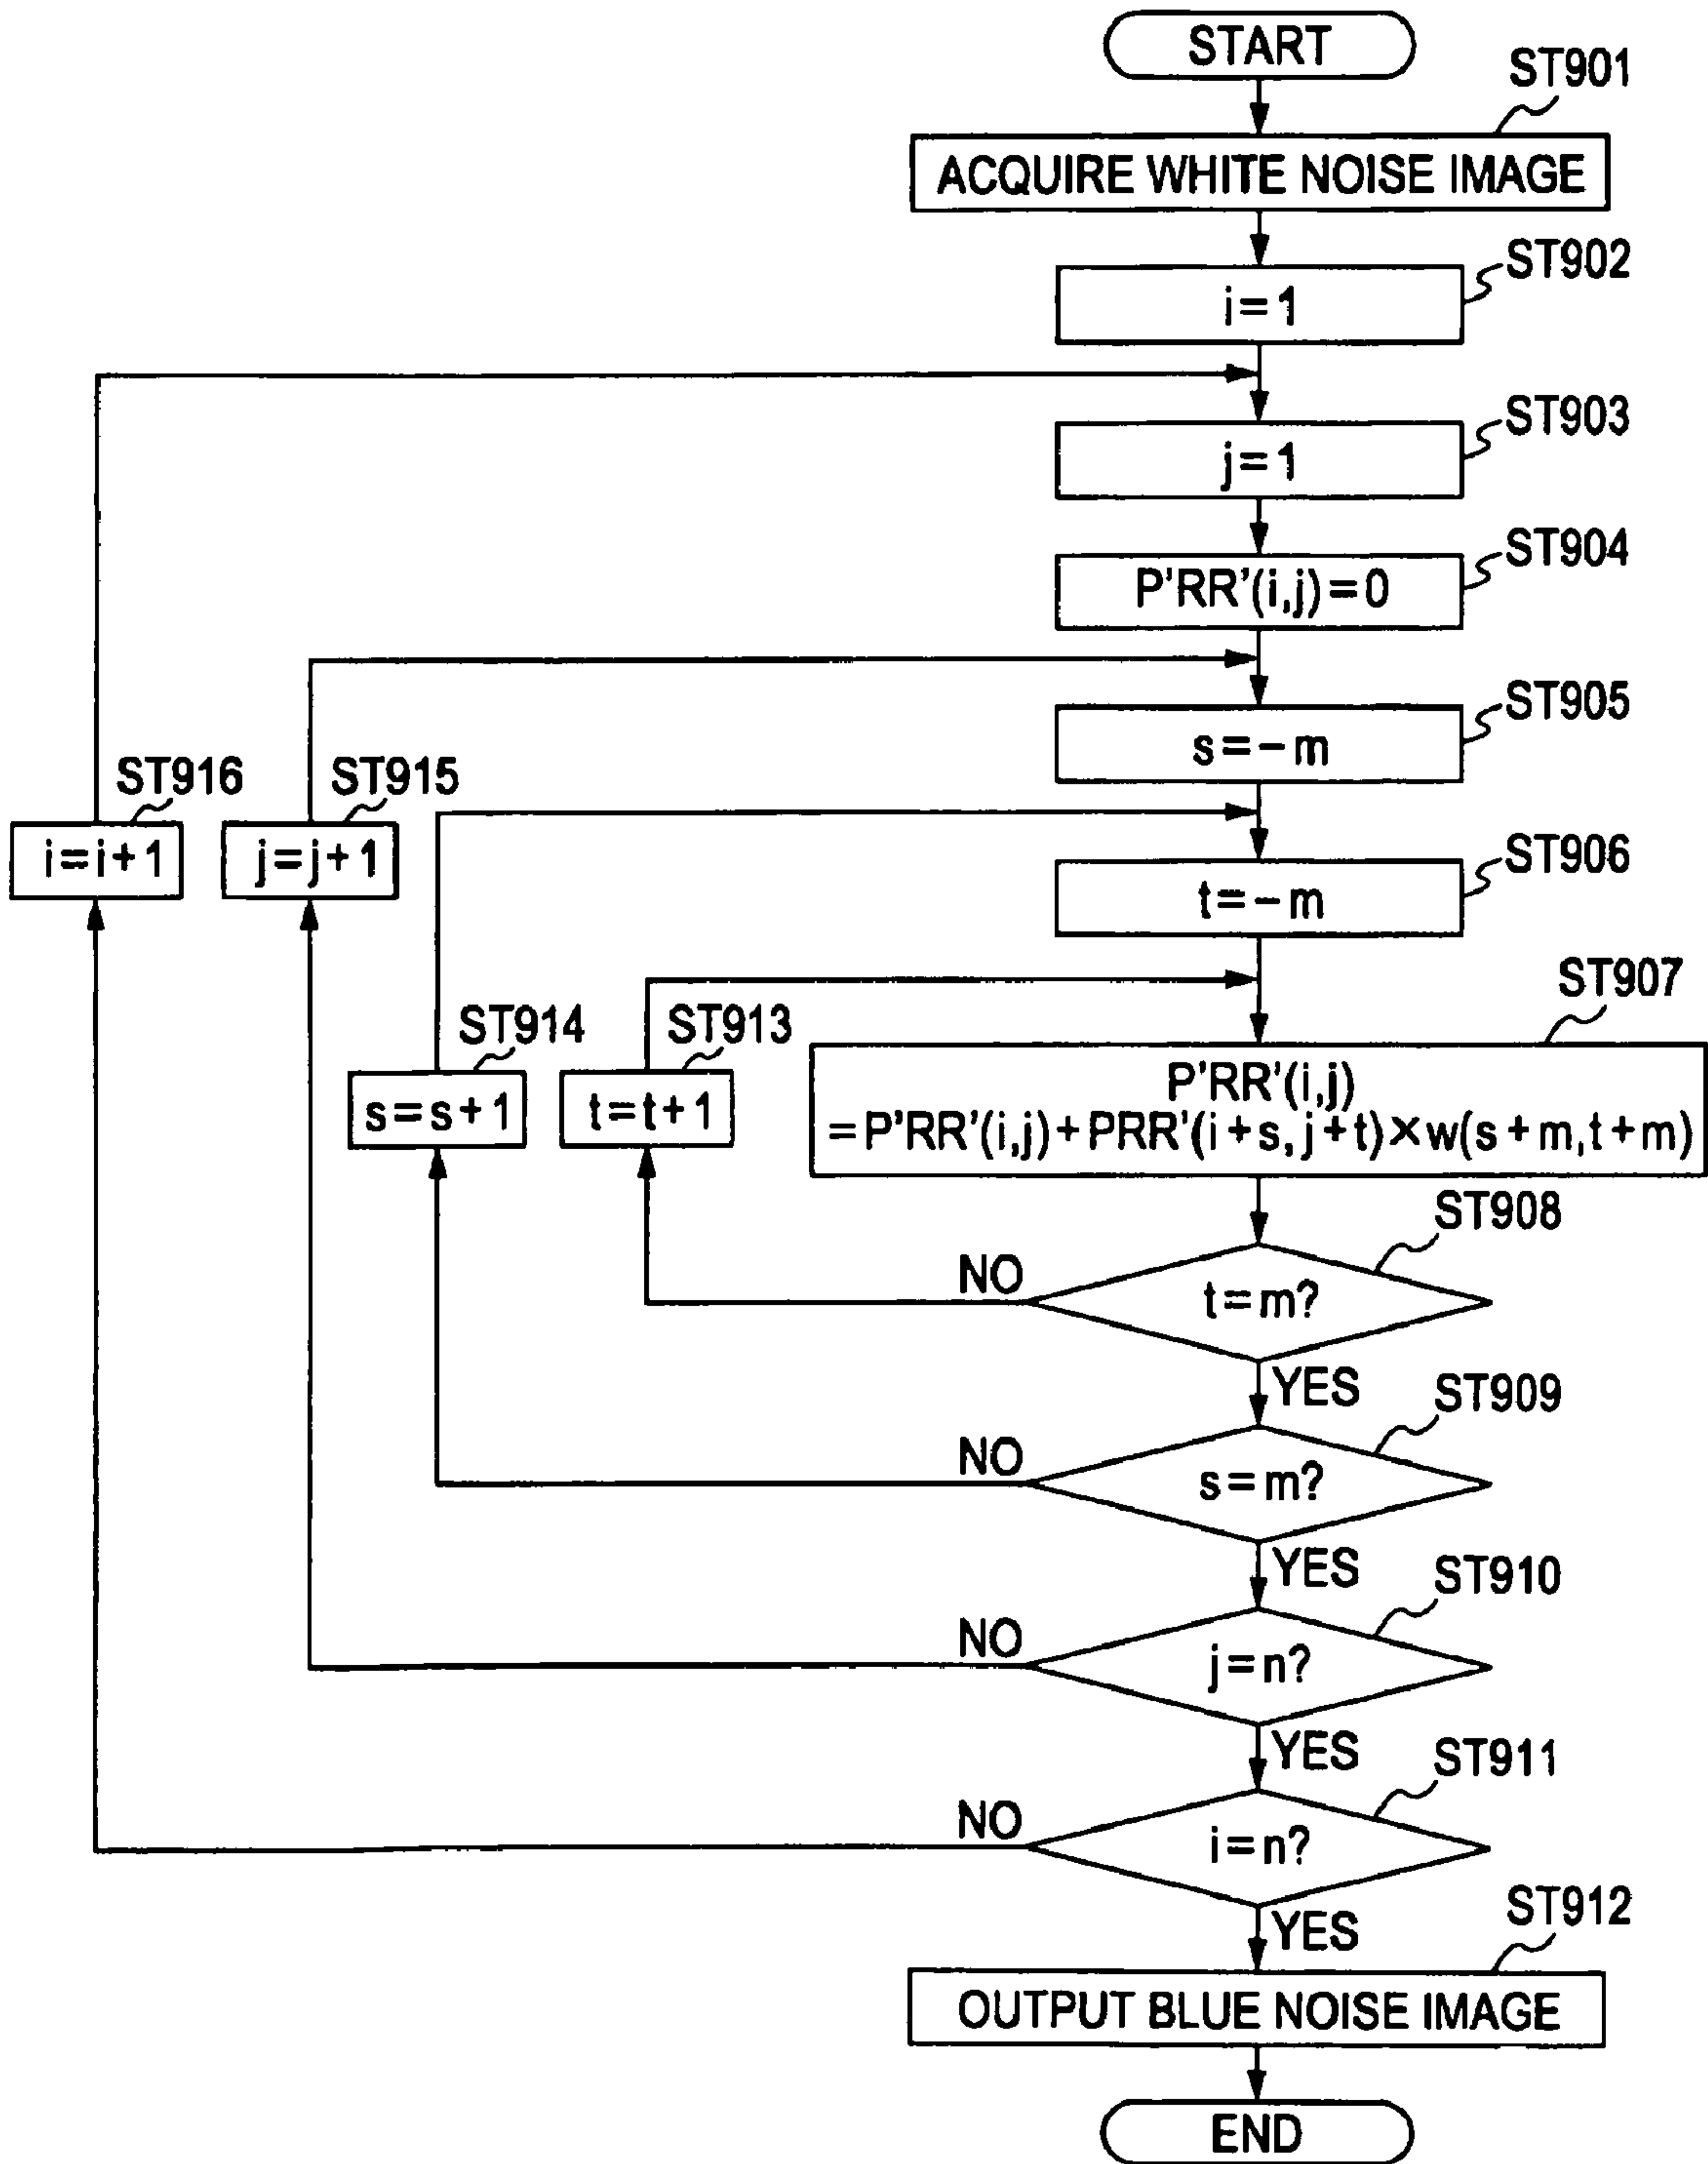 START
ST901
ACQUIRE WHITE NOISE IMAGE
ST902
i=1
ST903
j=1
ST904
P'RR'(i,j)=0
ST905
s=-m
ST916
ST915
i=i+1
j=j+1
ST906
t=-m
ST907
ST914
ST913
s=s+1
t=t+1
P'RR'(i,j)
=P'RR'(i,j)+PRR'(i+s,j+t)×w(s+m,t+m)
ST908
NO
t=m?
YES
ST909
NO
s=m?
YES
ST910
NO
j=n?
YES
ST911
NO
i=n?
YES
ST912
OUTPUT BLUE NOISE IMAGE
END